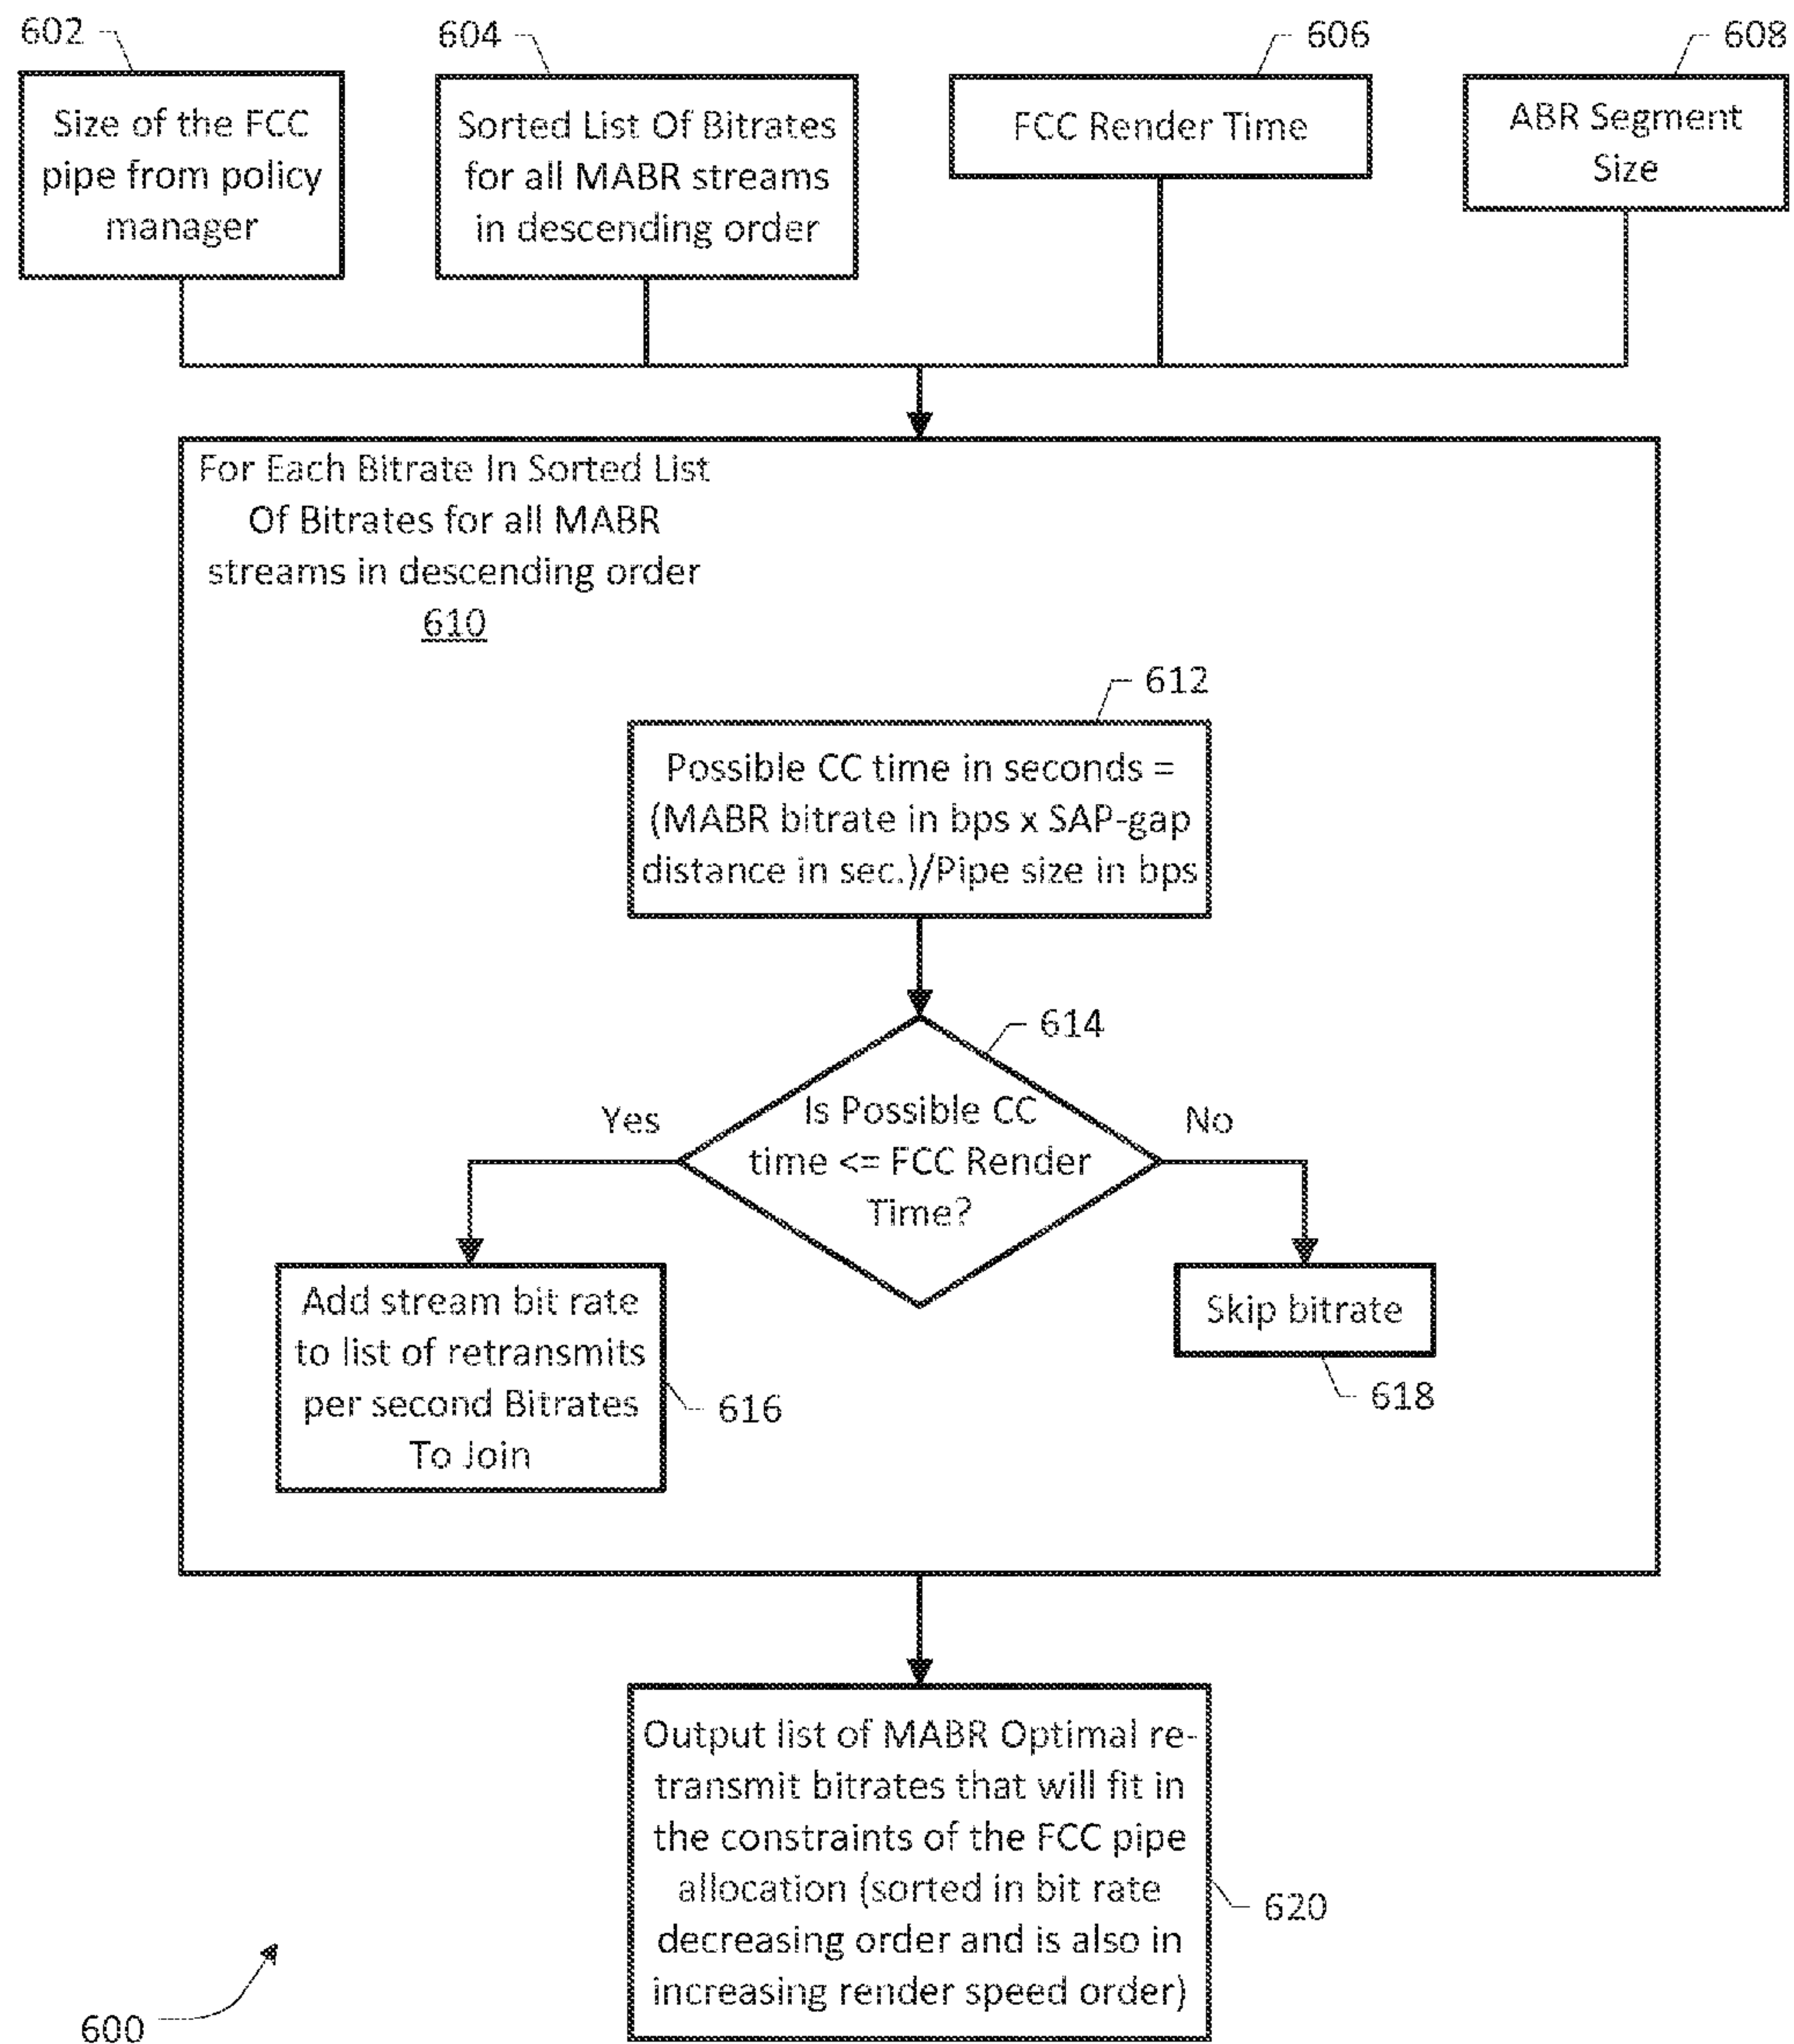 602
604
606
608
Size of the FCC
pipe from policy
manager
Sorted List Of Bitrates
for all MABR streams
in descending order
FCC Render Time
ABR Segment
Size
For Each Bitrate In Sorted List
Of Bitrates for all MABR
streams in descending order
610
612
Possible CC time in seconds =
(MABR bitrate in bps x SAP-gap
distance in sec.)/Pipe size in bps
614
Is Possible CC
time <= FCC Render
Time?
Yes
No
Add stream bit rate
to list of retransmits
per second Bitrates
To Join
616
Skip bitrate
618
Output list of MABR Optimal re-
transmit bitrates that will fit in
the constraints of the FCC pipe
allocation (sorted in bit rate
decreasing order and is also in
increasing render speed order)
620
600